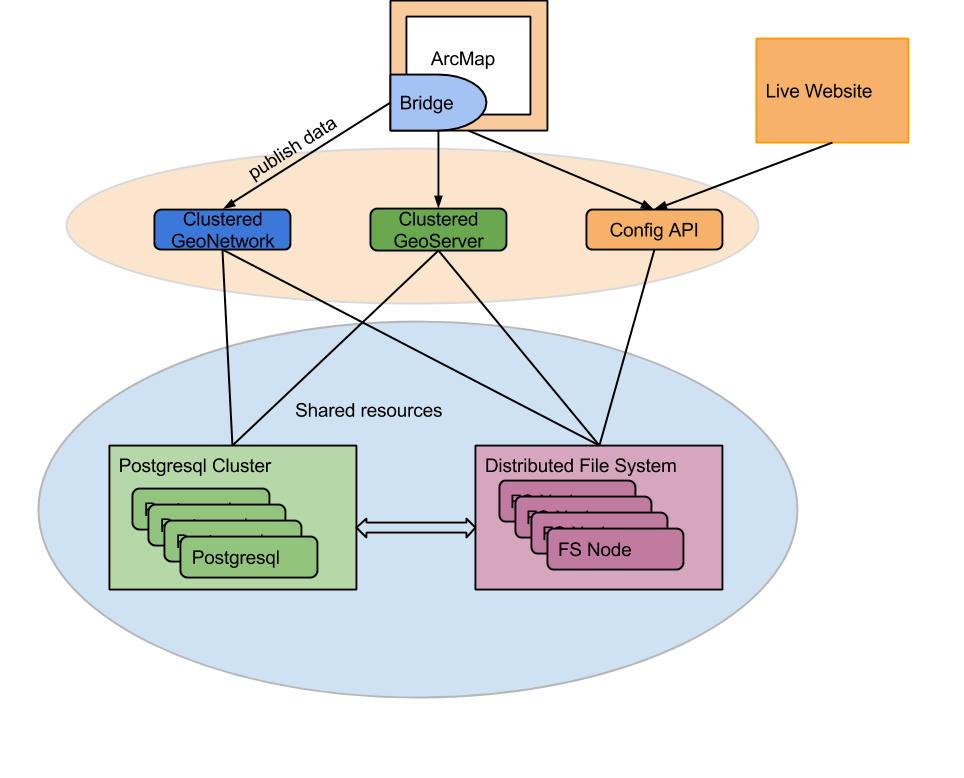 ArcMap
Bridge
Live Website
publish data
Clustered
GeoNetwork
Clustered
GeoServer
Config API
Shared resources
Postgresql Cluster
Distributed File System
Postgresql
FS Node